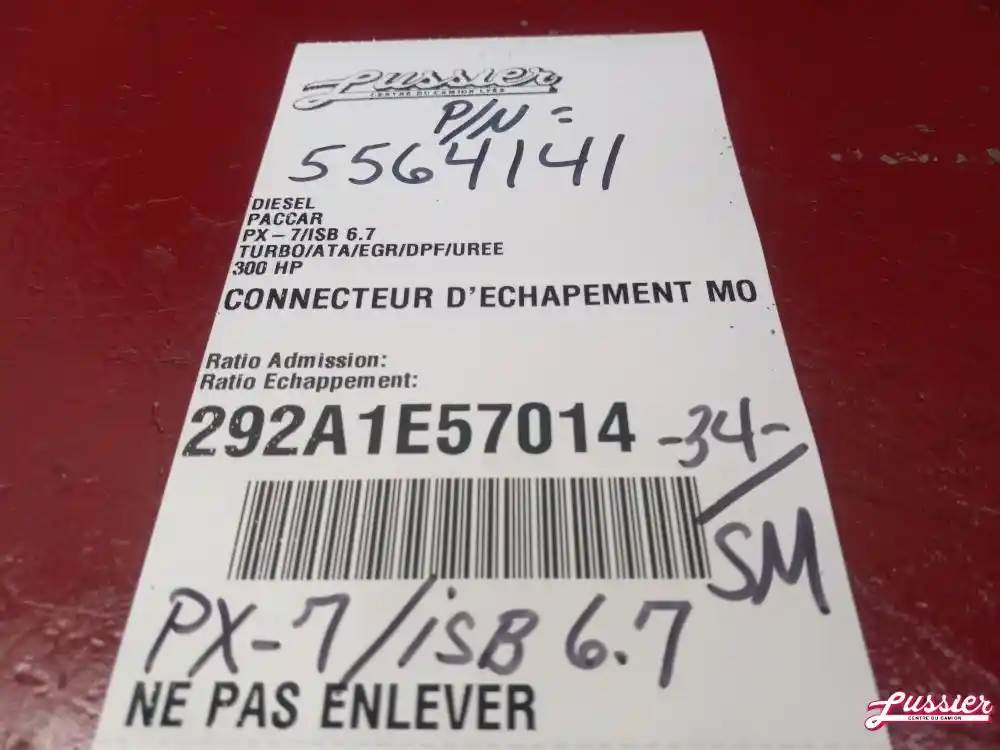 Lussier
CENTRE DU CAMION LTÉE
P/N =
5564141
DIESEL
PACCAR
PX-7/ISB 6.7
TURBO/ATA/EGR/DPF/UREE
300 HP
CONNECTEUR D'ECHAPEMENT MO
Ratio Admission:
Ratio Echappement:
292A1E57014 -34-
/SM
PX-7/iSB 6.7
NE PAS ENLEVER
Lussier
CENTRE DU CAMION